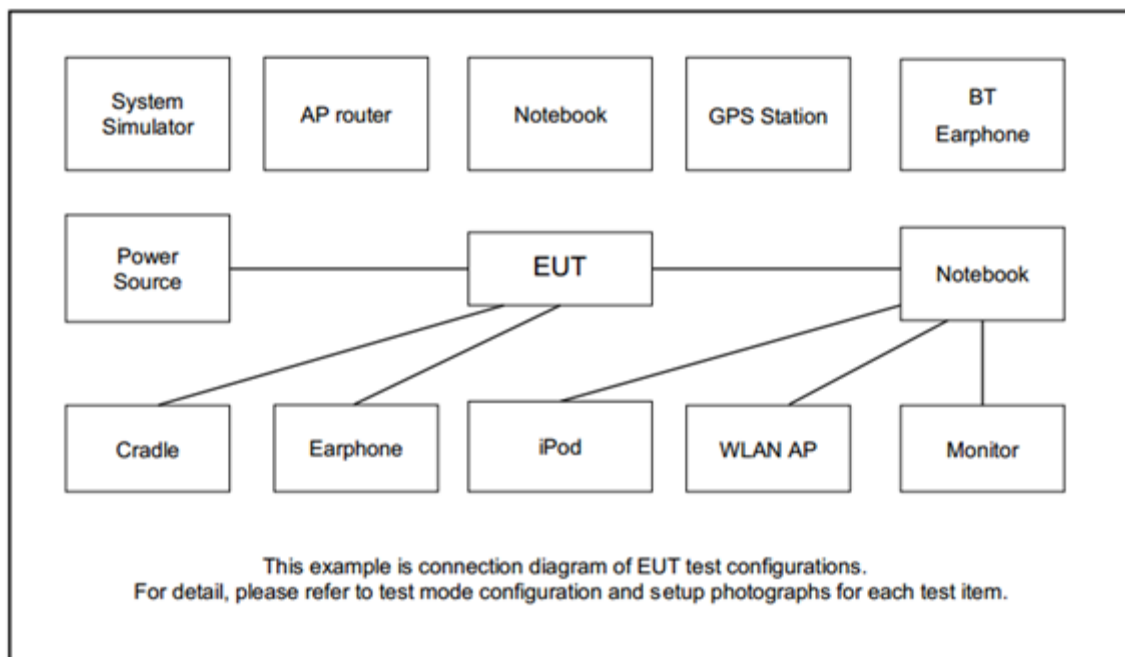 System
Simulator
AP router
Notebook
GPS Station
BT
Earphone
Power
Source
EUT
Notebook
Cradle
Earphone
iPod
WLAN AP
Monitor
This example is connection diagram of EUT test configurations.
For detail, please refer to test mode configuration and setup photographs for each test item.